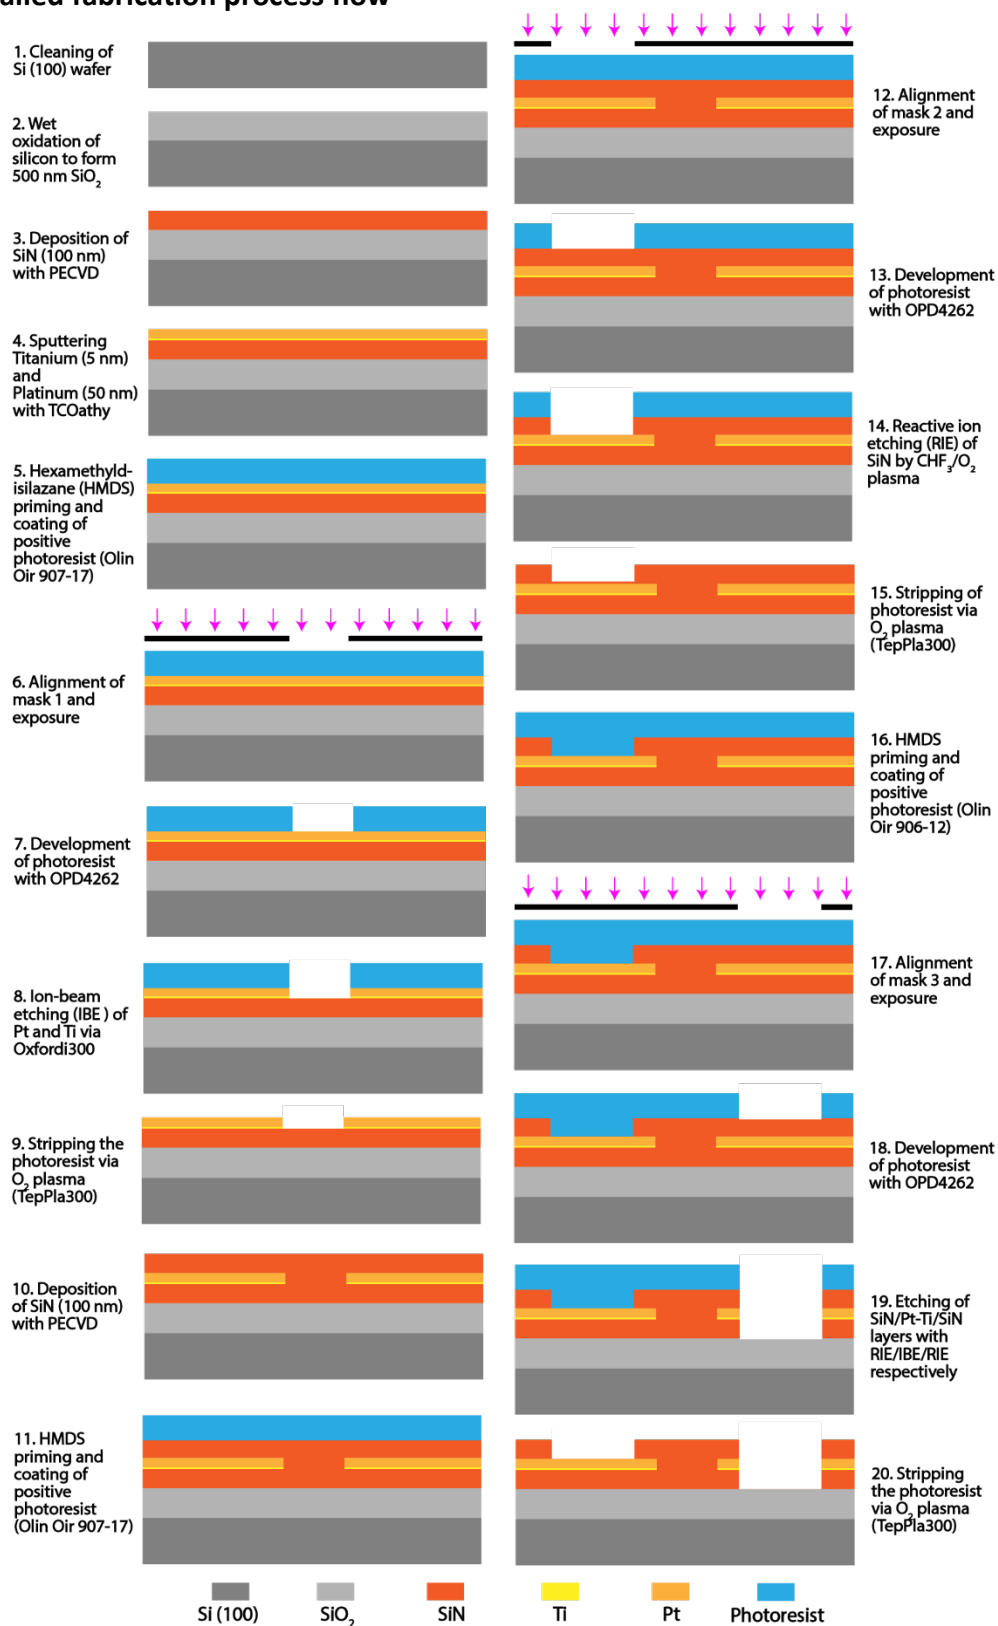 ailed fabrication process flow
1. Cleaning of
Si (100) wafer
2. Wet
oxidation of
silicon to form
500 nm SiO₂
3. Deposition of
SiN (100 nm)
with PECVD
4. Sputtering
Titanium (5 nm)
and
Platinum (50 nm)
with TCOathy
5. Hexamethyld-
isilazane (HMDS)
priming and
coating of
positive
photoresist (Olin
Oir 907-17)
6. Alignment of
mask 1 and
exposure
7. Development
of photoresist
with OPD4262
8. Ion-beam
etching (IBE ) of
Pt and Ti via
Oxfordi300
9. Stripping the
photoresist via
O₂ plasma
(TepPla300)
10. Deposition
of SiN (100 nm)
with PECVD
11. HMDS
priming and
coating of
positive
photoresist
(Olin Oir 907-17)
12. Alignment
of mask 2 and
exposure
13. Development
of photoresist
with OPD4262
14. Reactive ion
etching (RIE) of
SiN by CHF₃/O₂
plasma
15. Stripping of
photoresist via
O₂ plasma
(TepPla300)
16. HMDS
priming and
coating of
positive
photoresist (Olin
Oir 906-12)
17. Alignment
of mask 3 and
exposure
18. Development
of photoresist
with OPD4262
19. Etching of
SiN/Pt-Ti/SiN
layers with
RIE/IBE/RIE
respectively
20. Stripping
the photoresist
via O₂ plasma
(TepPla300)
Si (100)
SiO₂
SiN
Ti
Pt
Photoresist